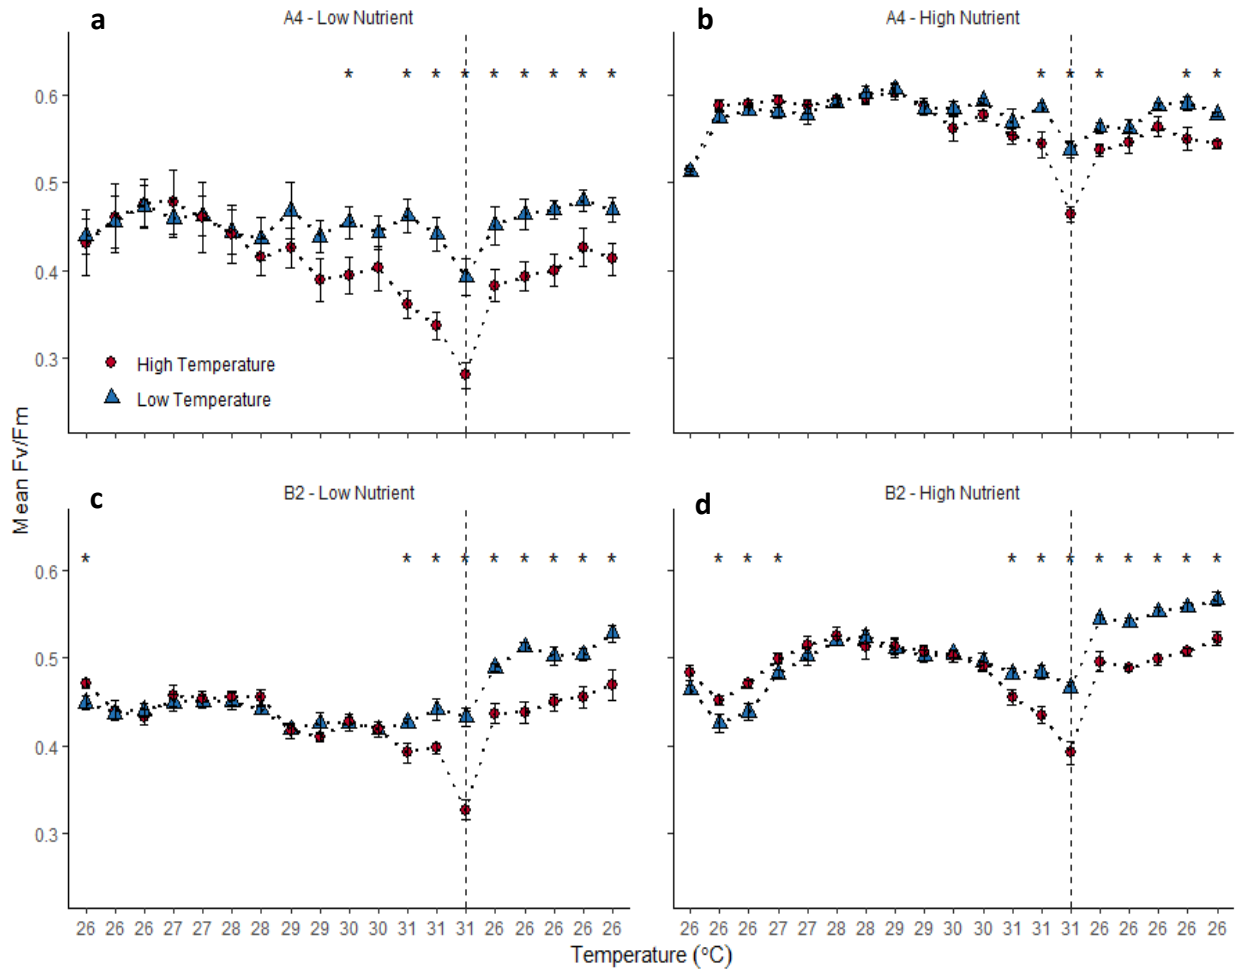 a
A4 - Low Nutrient
b
A4 - High Nutrient
* * * * * * * * *
* * * * *
0.6
0.5
0.4
0.3
High Temperature
Low Temperature
Mean Fv/Fm
c
B2 - Low Nutrient
d
B2 - High Nutrient
* * * * * * * * *
* * * * * * * * * * *
0.6
0.5
0.4
0.3
26 26 26 27 27 28 28 29 29 30 30 31 31 31 26 26 26 26 26
26 26 26 27 27 28 28 29 29 30 30 31 31 31 26 26 26 26 26
Temperature (°C)